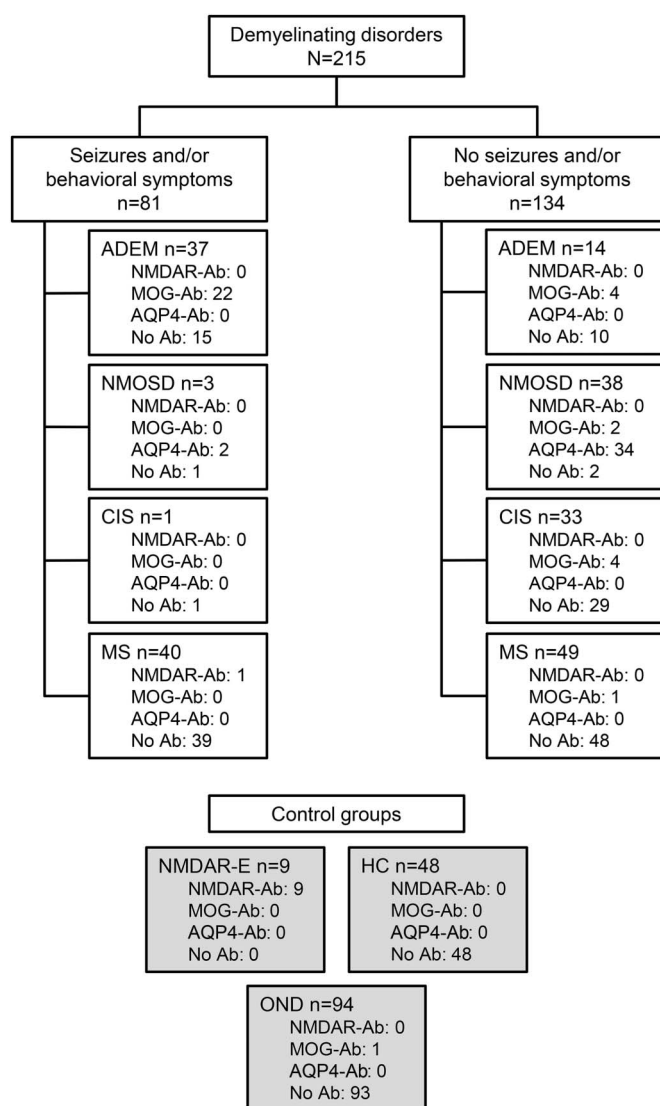 Demyelinating disorders
N=215
Seizures and/or
behavioral symptoms
n=81
ADEM n=37
NMDAR-Ab: 0
MOG-Ab: 22
AQP4-Ab: 0
No Ab: 15
NMOSD n=3
NMDAR-Ab: 0
MOG-Ab: 0
AQP4-Ab: 2
No Ab: 1
CIS n=1
NMDAR-Ab: 0
MOG-Ab: 0
AQP4-Ab: 0
No Ab: 1
MS n=40
NMDAR-Ab: 1
MOG-Ab: 0
AQP4-Ab: 0
No Ab: 39
No seizures and/or
behavioral symptoms
n=134
ADEM n=14
NMDAR-Ab: 0
MOG-Ab: 4
AQP4-Ab: 0
No Ab: 10
NMOSD n=38
NMDAR-Ab: 0
MOG-Ab: 2
AQP4-Ab: 34
No Ab: 2
CIS n=33
NMDAR-Ab: 0
MOG-Ab: 4
AQP4-Ab: 0
No Ab: 29
MS n=49
NMDAR-Ab: 0
MOG-Ab: 1
AQP4-Ab: 0
No Ab: 48
Control groups
NMDAR-E n=9
NMDAR-Ab: 9
MOG-Ab: 0
AQP4-Ab: 0
No Ab: 0
HC n=48
NMDAR-Ab: 0
MOG-Ab: 0
AQP4-Ab: 0
No Ab: 48
OND n=94
NMDAR-Ab: 0
MOG-Ab: 1
AQP4-Ab: 0
No Ab: 93